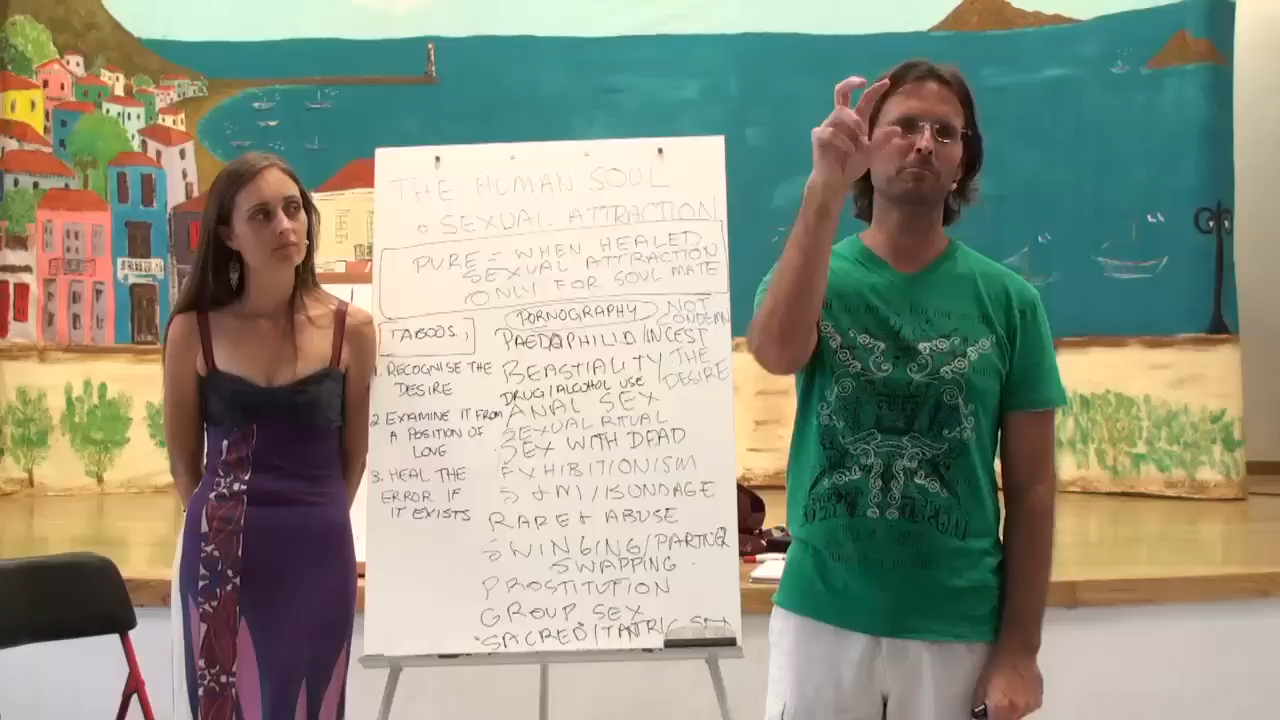 THE HUMAN SOUL
• SEXUAL ATTRACTION
PURE = WHEN HEALED
SEXUAL ATTRACTION
ONLY FOR SOUL MATE
TABOOS,
1. RECOGNISE THE
DESIRE
2 EXAMINE IT FROM
A POSITION OF
LOVE
3. HEAL THE
ERROR IF
IT EXISTS
PORNOGRAPHY
PAEDOPHILIA/INCEST
BEASTIALITY
DRUG/ALCOHOL USE
ANAL SEX
SEXUAL RITUAL
SEX WITH DEAD
EXHIBITIONISM
S+M/BONDAGE
RAPE + ABUSE
SWINGING/PARTNER
SWAPPING
PROSTITUTION
GROUP SEX
"SACRED"/TANTRIC SEX
NOT
CONDEMN
THE
DESIRE